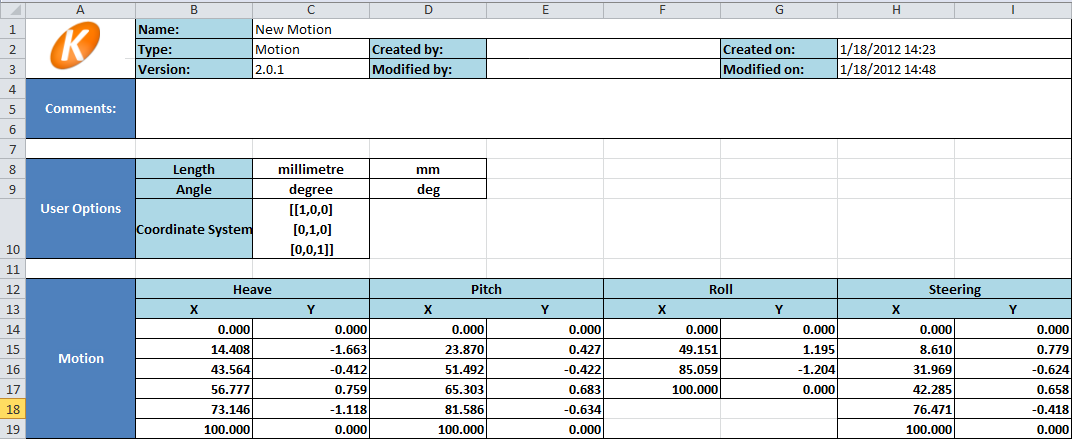 A B C D E F G H I
1 Name: New Motion
K
2 Type: Motion Created by: Created on: 1/18/2012 14:23
3 Version: 2.0.1 Modified by: Modified on: 1/18/2012 14:48
4
5 Comments:
6
7
8 Length millimetre mm
9 Angle degree deg
User Options
Coordinate System [[1,0,0]
[0,1,0]
10 [0,0,1]]
11
12 Heave Pitch Roll Steering
13 X Y X Y X Y X Y
14 0.000 0.000 0.000 0.000 0.000 0.000 0.000 0.000
15 14.408 -1.663 23.870 0.427 49.151 1.195 8.610 0.779
Motion
16 43.564 -0.412 51.492 -0.422 85.059 -1.204 31.969 -0.624
17 56.777 0.759 65.303 0.683 100.000 0.000 42.285 0.658
18 73.146 -1.118 81.586 -0.634 76.471 -0.418
19 100.000 0.000 100.000 0.000 100.000 0.000